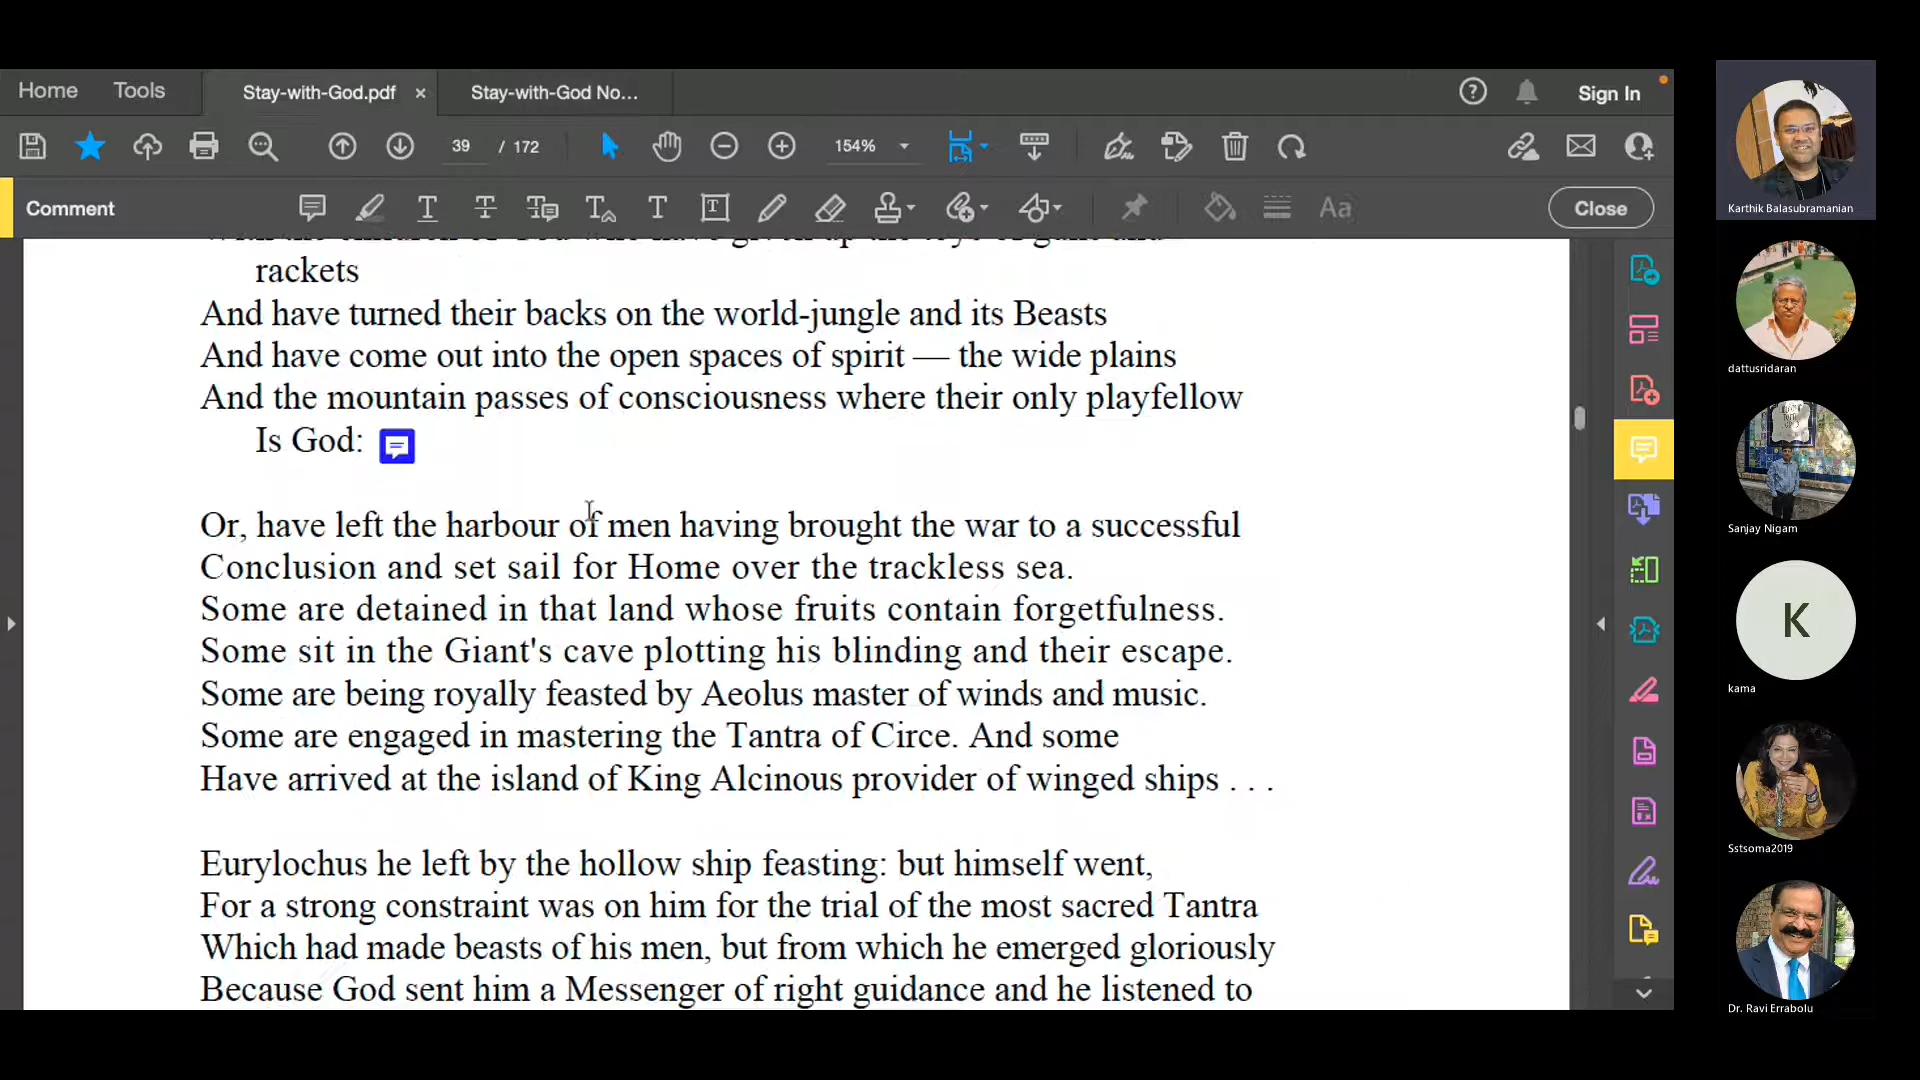 Home Tools Stay-with-God.pdf × Stay-with-God No... Sign In
39 / 172 154%
Comment Close
rackets
And have turned their backs on the world-jungle and its Beasts
And have come out into the open spaces of spirit — the wide plains
And the mountain passes of consciousness where their only playfellow
Is God:
Or, have left the harbour of men having brought the war to a successful
Conclusion and set sail for Home over the trackless sea.
Some are detained in that land whose fruits contain forgetfulness.
Some sit in the Giant's cave plotting his blinding and their escape.
Some are being royally feasted by Aeolus master of winds and music.
Some are engaged in mastering the Tantra of Circe. And some
Have arrived at the island of King Alcinous provider of winged ships . . .
Eurylochus he left by the hollow ship feasting: but himself went,
For a strong constraint was on him for the trial of the most sacred Tantra
Which had made beasts of his men, but from which he emerged gloriously
Because God sent him a Messenger of right guidance and he listened to
Karthik Balasubramanian
dattusridaran
Sanjay Nigam
K
kama
Sstsoma2019
Dr. Ravi Errabolu